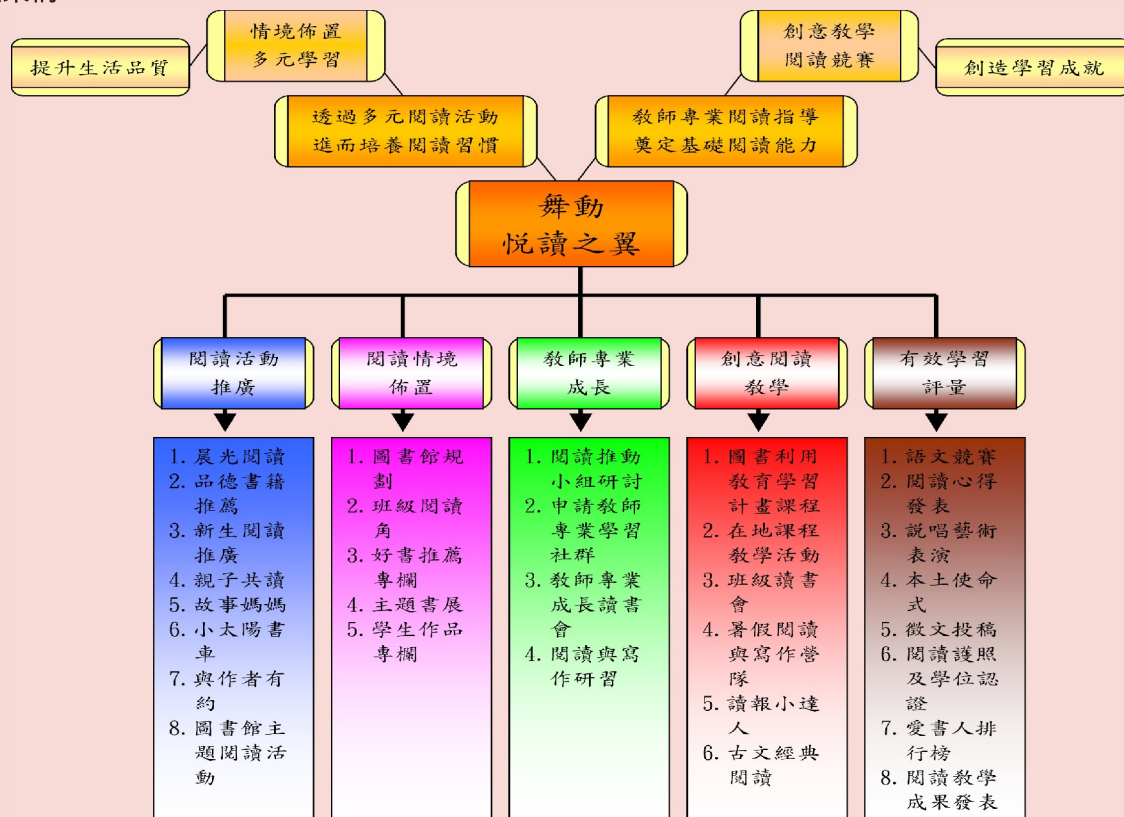 情境佈置
多元學習
提升生活品質
創意教學
閱讀競賽
創造學習成就
透過多元閱讀活動
進而培養閱讀習慣
教師專業閱讀指導
奠定基礎閱讀能力
舞動
悅讀之翼
閱讀活動
推廣
1. 晨光閱讀
2. 品德書籍
推薦
3. 新生閱讀
推廣
4. 親子共讀
5. 故事媽媽
6. 小太陽書
車
7. 與作者有
約
8. 圖書館主
題閱讀活
動
閱讀情境
佈置
1. 圖書館規
劃
2. 班級閱讀
角
3. 好書推薦
專欄
4. 主題書展
5. 學生作品
專欄
教師專業
成長
1. 閱讀推動
小組研討
2. 申請教師
專業學習
社群
3. 教師專業
成長讀書
會
4. 閱讀與寫
作研習
創意閱讀
教學
1. 圖書利用
教育學習
計畫課程
2. 在地課程
教學活動
3. 班級讀書
會
4. 暑假閱讀
與寫作營
隊
5. 讀報小達
人
6. 古文經典
閱讀
有效學習
評量
1. 語文競賽
2. 閱讀心得
發表
3. 說唱藝術
表演
4. 本土使命
式
5. 徵文投稿
6. 閱讀護照
及學位認
證
7. 愛書人排
行榜
8. 閱讀教學
成果發表